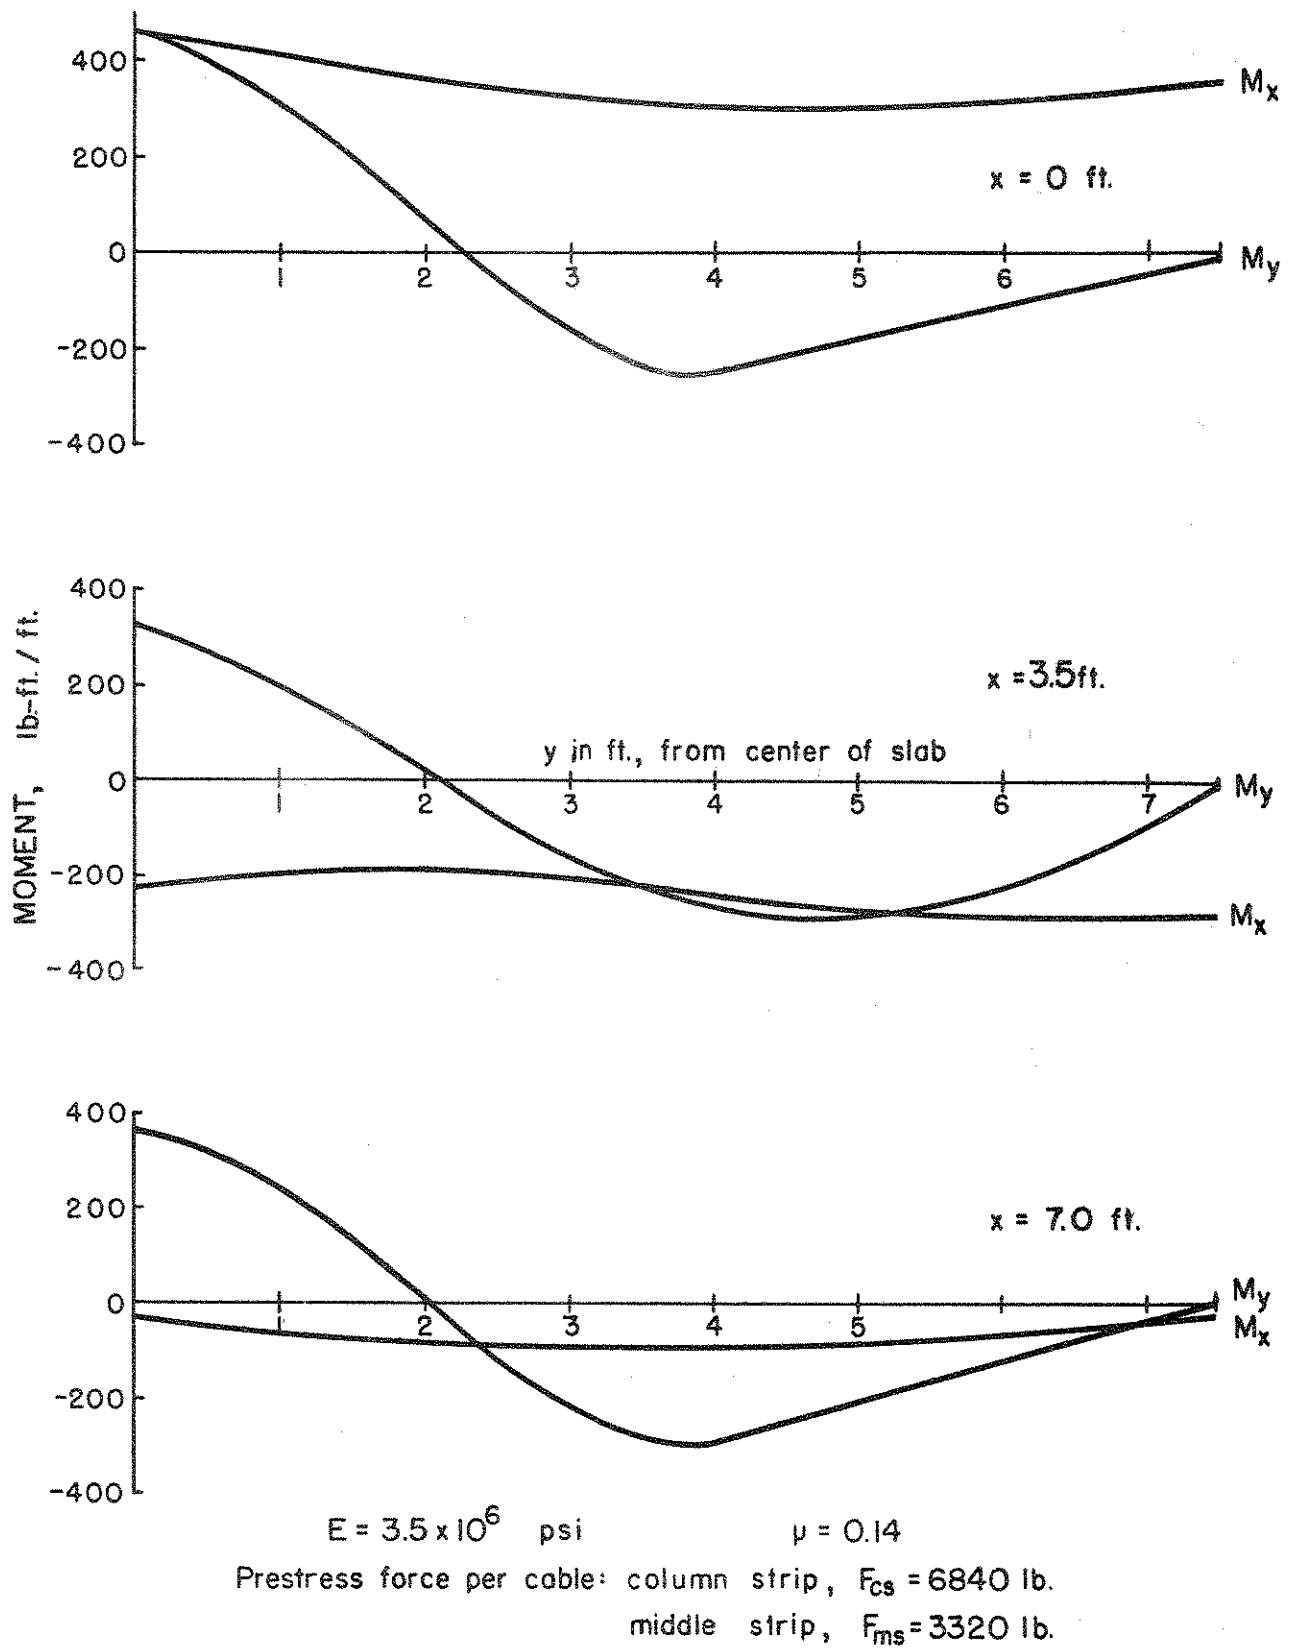 400
Mx
200
x = 0 ft.
0
My
1 2 3 4 5 6
-200
-400
MOMENT, lb-ft. / ft.
400
200
x = 3.5ft.
y in ft., from center of slab
0
My
1 2 3 4 5 6 7
-200
Mx
-400
400
200
x = 7.0 ft.
0
My
1 2 3 4 5
Mx
-200
-400
E = 3.5 x 10⁶ psi μ = 0.14
Prestress force per cable: column strip, Fcs = 6840 lb.
middle strip, Fms = 3320 lb.